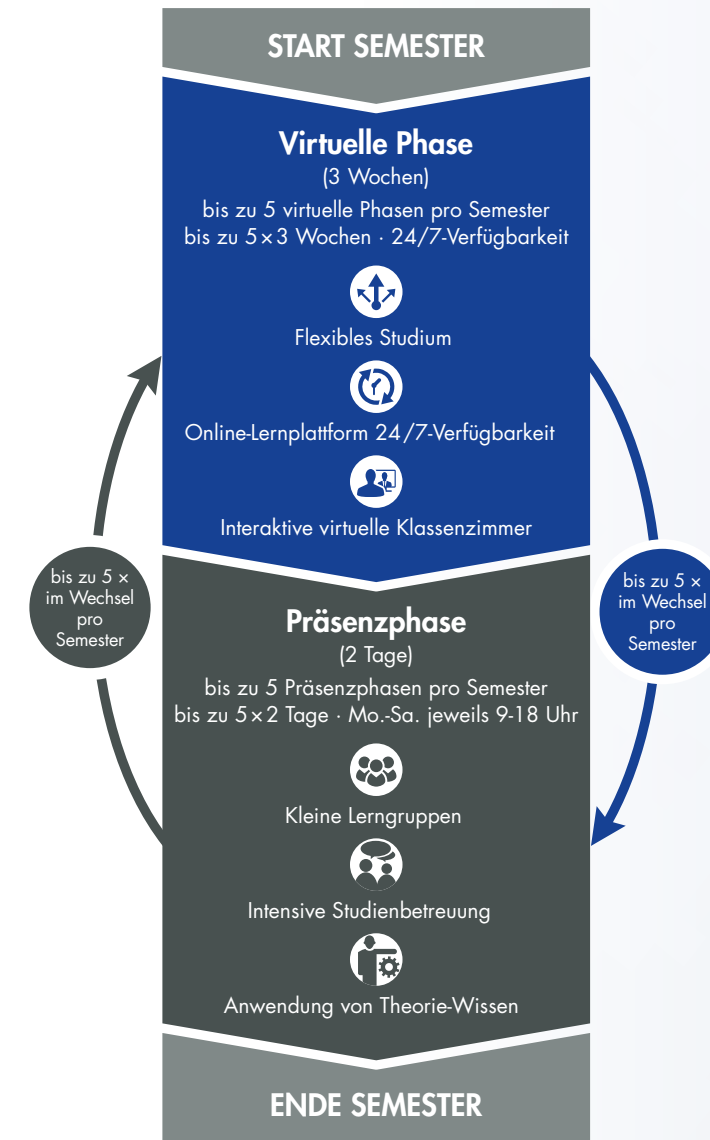 START SEMESTER
Virtuelle Phase
(3 Wochen)
bis zu 5 virtuelle Phasen pro Semester
bis zu 5×3 Wochen · 24/7-Verfügbarkeit
Flexibles Studium
Online-Lernplattform 24/7-Verfügbarkeit
Interaktive virtuelle Klassenzimmer
bis zu 5 ×
im Wechsel
pro
Semester
bis zu 5 ×
im Wechsel
pro
Semester
Präsenzphase
(2 Tage)
bis zu 5 Präsenzphasen pro Semester
bis zu 5×2 Tage · Mo.-Sa. jeweils 9-18 Uhr
Kleine Lerngruppen
Intensive Studienbetreuung
Anwendung von Theorie-Wissen
ENDE SEMESTER